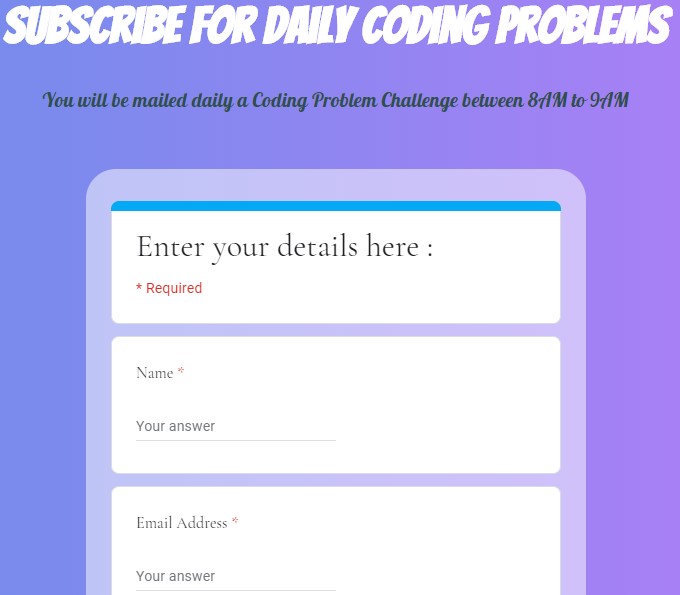 SUBSCRIBE FOR DAILY CODING PROBLEMS
You will be mailed daily a Coding Problem Challenge between 8AM to 9AM
Enter your details here :
* Required
Name *
Your answer
Email Address *
Your answer